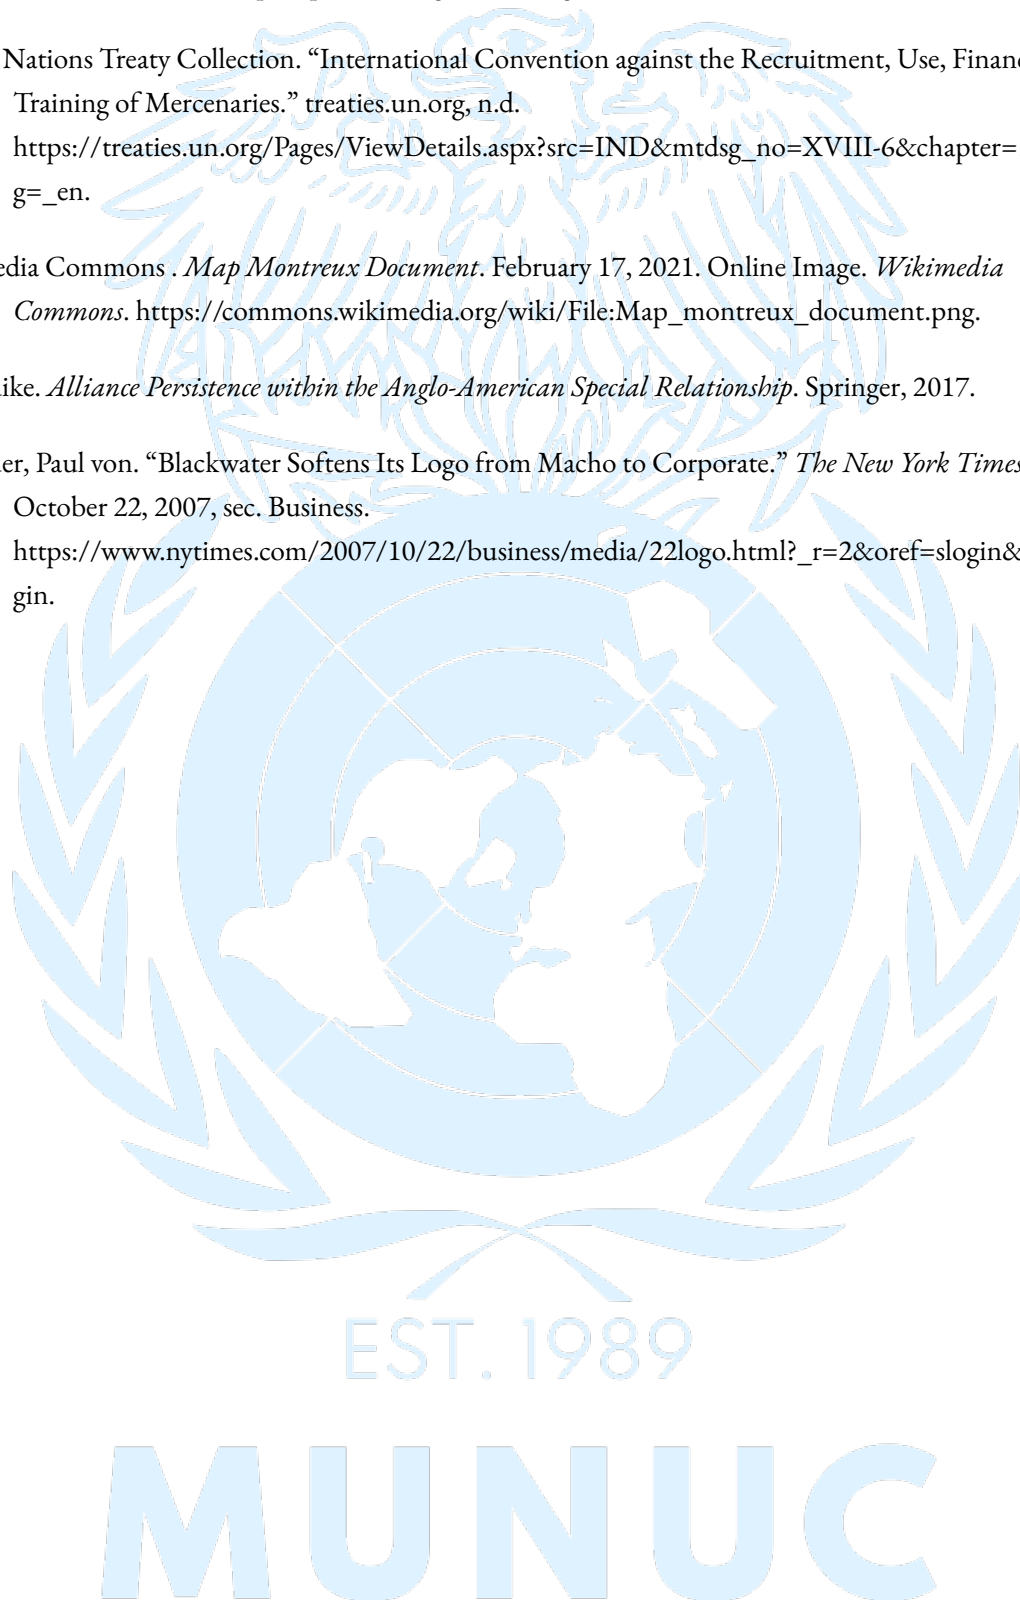 Nations Treaty Collection. “International Convention against the Recruitment, Use, Financ
Training of Mercenaries.” treaties.un.org, n.d.
https://treaties.un.org/Pages/ViewDetails.aspx?src=IND&mtdsg_no=XVIII-6&chapter=
g=_en.
edia Commons . Map Montreux Document. February 17, 2021. Online Image. Wikimedia
Commons. https://commons.wikimedia.org/wiki/File:Map_montreux_document.png.
ike. Alliance Persistence within the Anglo-American Special Relationship. Springer, 2017.
er, Paul von. “Blackwater Softens Its Logo from Macho to Corporate.” The New York Times
October 22, 2007, sec. Business.
https://www.nytimes.com/2007/10/22/business/media/22logo.html?_r=2&oref=slogin&
gin.
EST. 1989
MUNUC